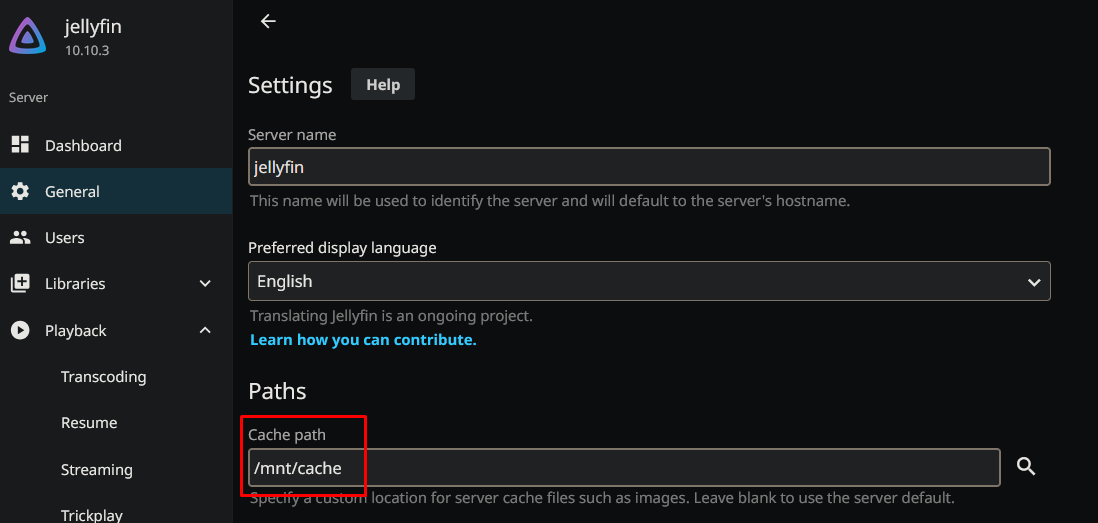 jellyfin
10.10.3
Server
Dashboard
General
Users
Libraries
Playback
Transcoding
Resume
Streaming
Trickplay
Settings
Help
Server name
jellyfin
This name will be used to identify the server and will default to the server's hostname.
Preferred display language
English
Translating Jellyfin is an ongoing project.
Learn how you can contribute.
Paths
Cache path
/mnt/cache
Specify a custom location for server cache files such as images. Leave blank to use the server default.